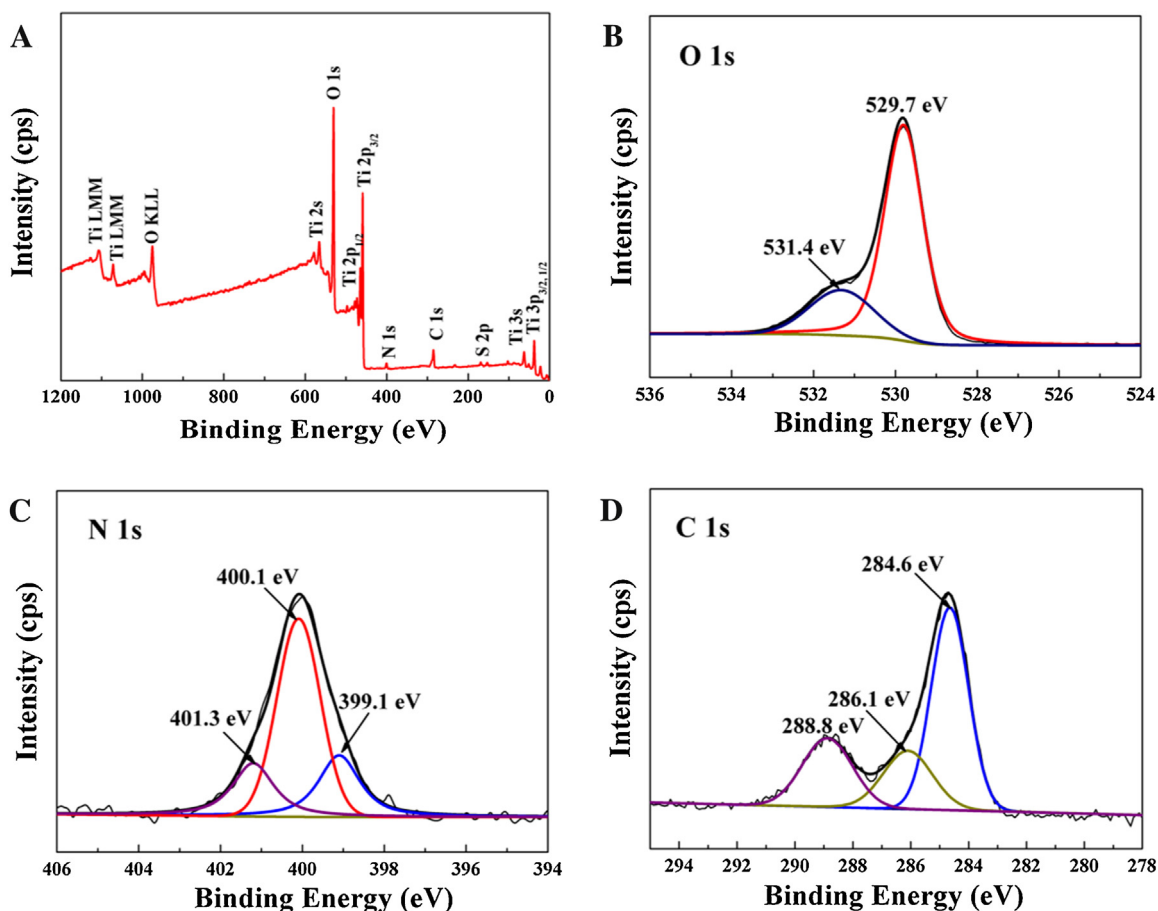 A
Intensity (cps)
Ti LMM
Ti LMM
O KLL
Ti 2s
O 1s
Ti 2p1/2
Ti 2p3/2
N 1s
C 1s
S 2p
Ti 3s
Ti 3p3/2,1/2
1200 1000 800 600 400 200 0
Binding Energy (eV)
B
O 1s
Intensity (cps)
529.7 eV
531.4 eV
536 534 532 530 528 526 524
Binding Energy (eV)
C
N 1s
Intensity (cps)
400.1 eV
401.3 eV
399.1 eV
406 404 402 400 398 396 394
Binding Energy (eV)
D
C 1s
Intensity (cps)
284.6 eV
286.1 eV
288.8 eV
294 292 290 288 286 284 282 280 278
Binding Energy (eV)